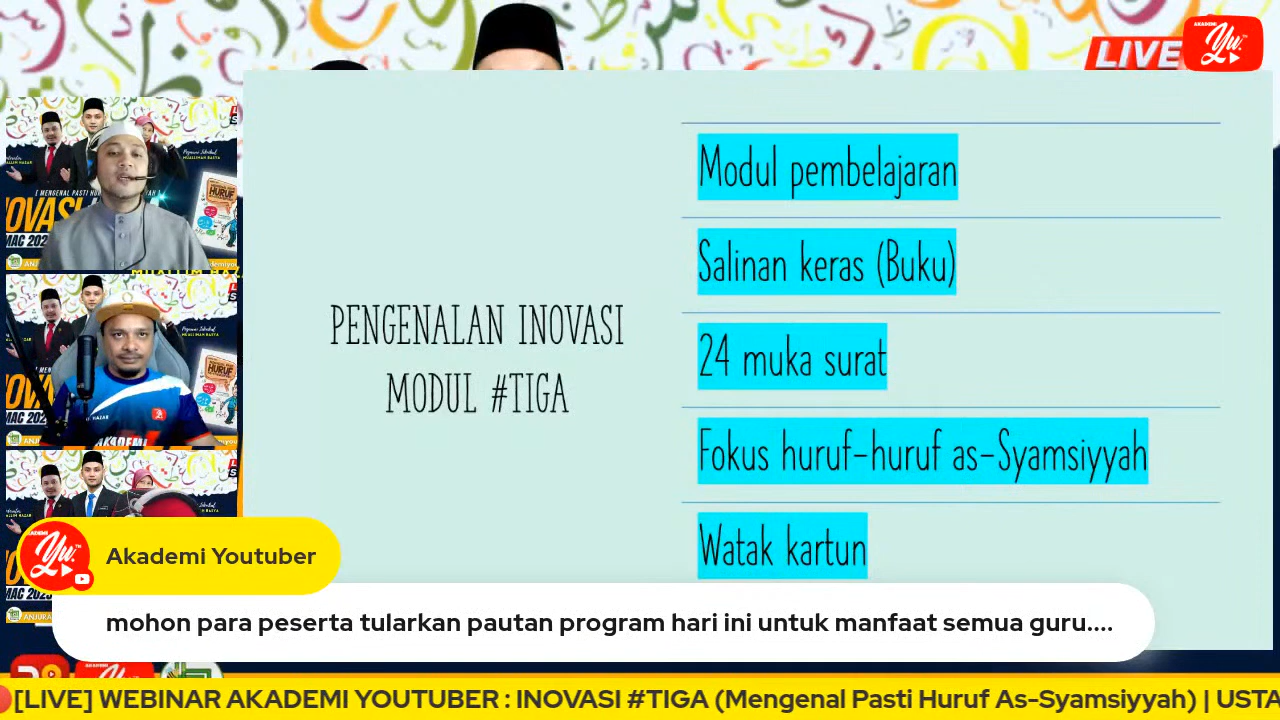 LIVE
AKADEMI
Yu
PENGENALAN INOVASI
MODUL #TIGA
Modul pembelajaran
Salinan keras (Buku)
24 muka surat
Fokus huruf-huruf as-Syamsiyyah
Watak kartun
Akademi Youtuber
mohon para peserta tularkan pautan program hari ini untuk manfaat semua guru....
[LIVE] WEBINAR AKADEMI YOUTUBER : INOVASI #TIGA (Mengenal Pasti Huruf As-Syamsiyyah) | USTA